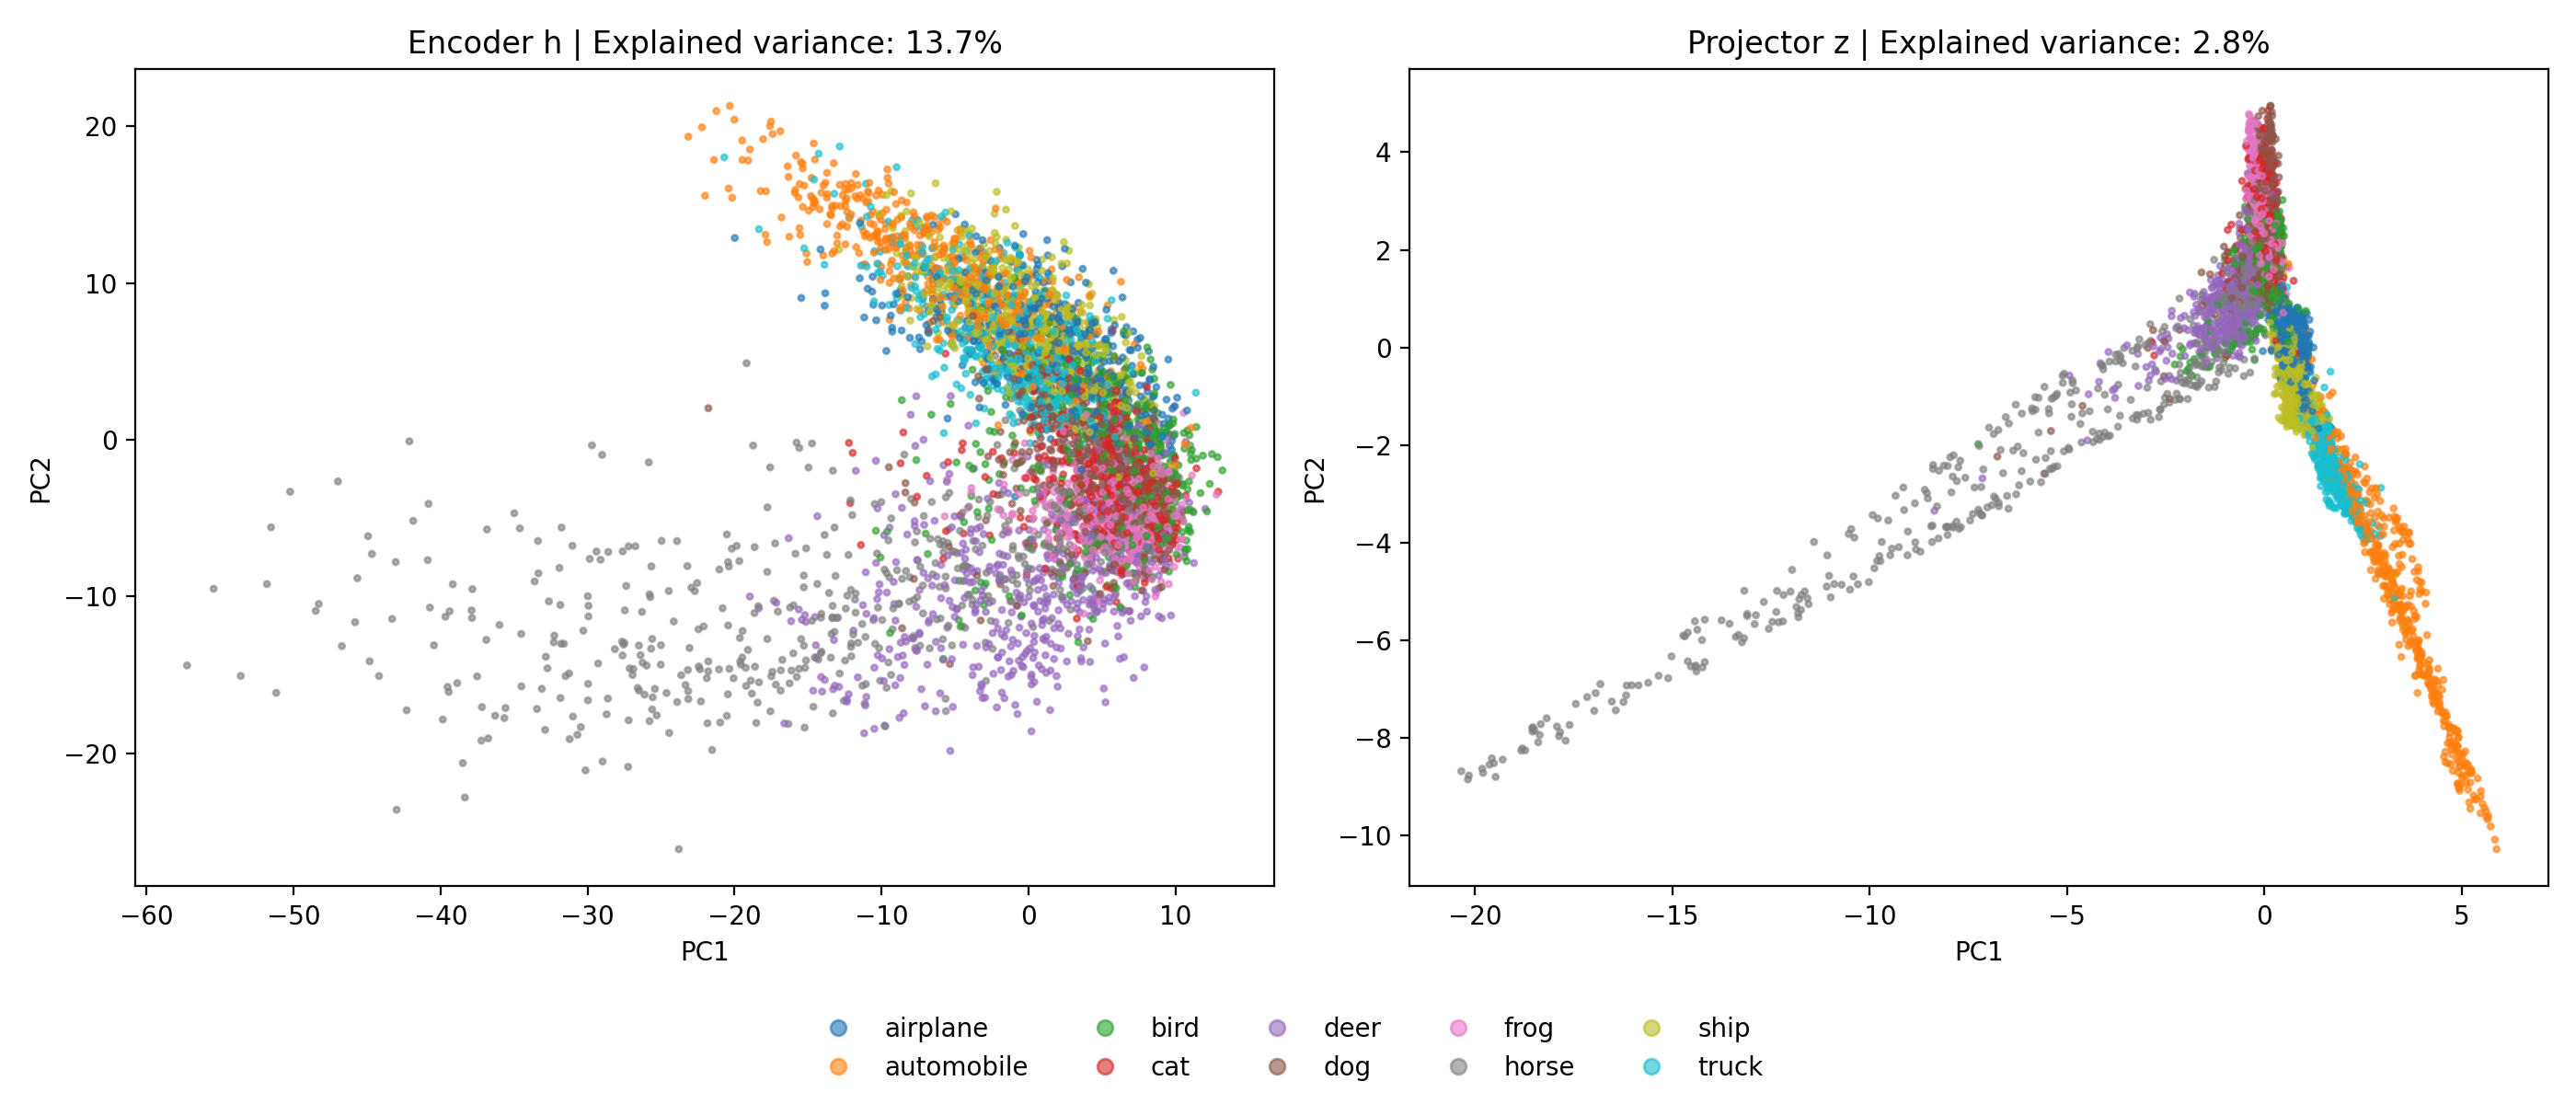 Encoder h | Explained variance: 13.7%
Projector z | Explained variance: 2.8%
PC2
20
10
0
−10
−20
−60
−50
−40
−30
−20
−10
0
10
PC1
PC2
4
2
0
−2
−4
−6
−8
−10
−20
−15
−10
−5
0
5
PC1
airplane
bird
deer
frog
ship
automobile
cat
dog
horse
truck